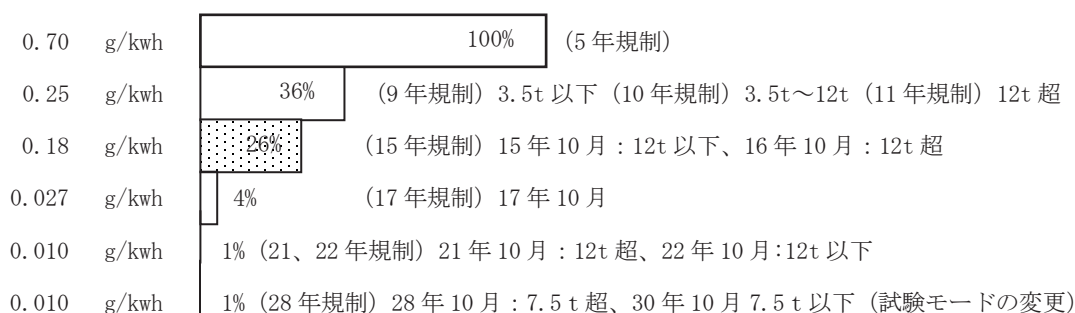 0.70 g/kwh 100% (5年規制)
0.25 g/kwh 36% (9年規制) 3.5t以下 (10年規制) 3.5t～12t (11年規制) 12t超
0.18 g/kwh 26% (15年規制) 15年10月：12t以下、16年10月：12t超
0.027 g/kwh 4% (17年規制) 17年10月
0.010 g/kwh 1% (21、22年規制) 21年10月：12t超、22年10月:12t以下
0.010 g/kwh 1% (28年規制) 28年10月：7.5t超、30年10月7.5t以下 (試験モードの変更)